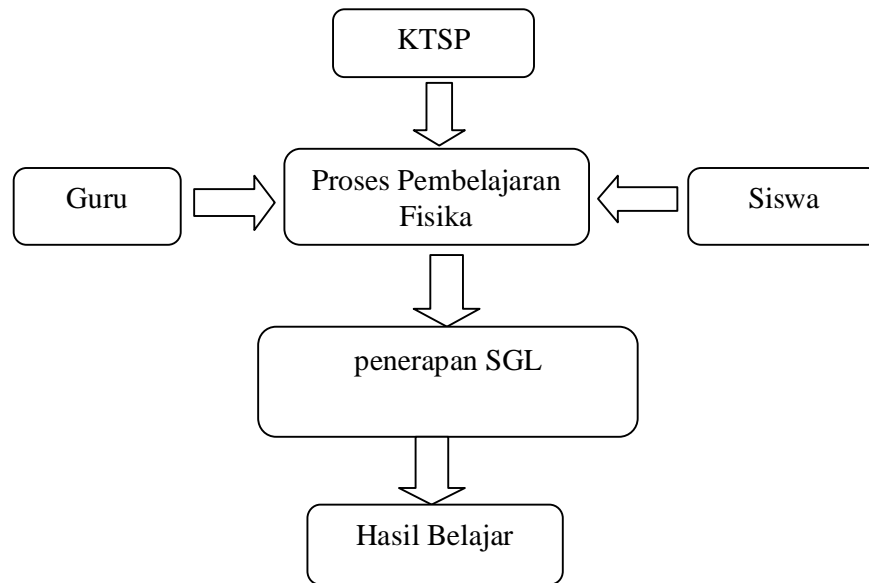 KTSP
Guru
Proses Pembelajaran
Fisika
Siswa
penerapan SGL
Hasil Belajar